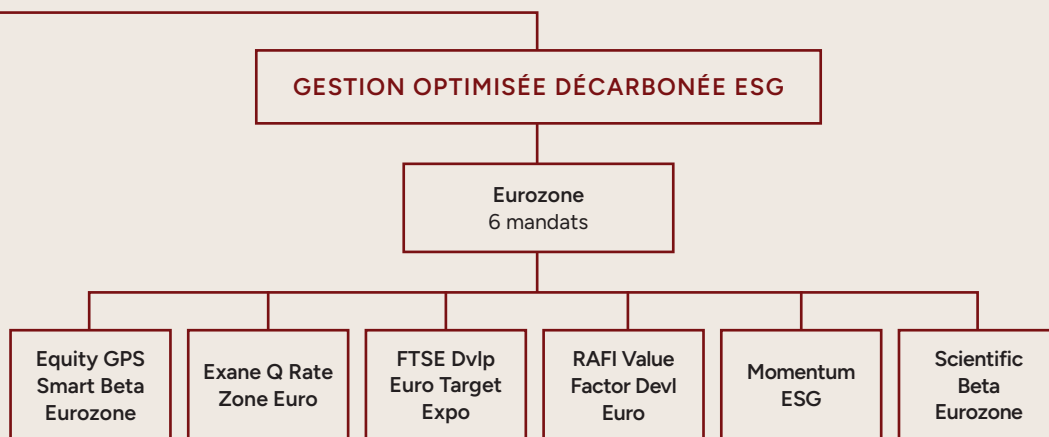 GESTION OPTIMISÉE DÉCARBONÉE ESG
Eurozone
6 mandats
Equity GPS
Smart Beta
Eurozone
Exane Q Rate
Zone Euro
FTSE Dvlp
Euro Target
Expo
RAFI Value
Factor Devl
Euro
Momentum
ESG
Scientific
Beta
Eurozone